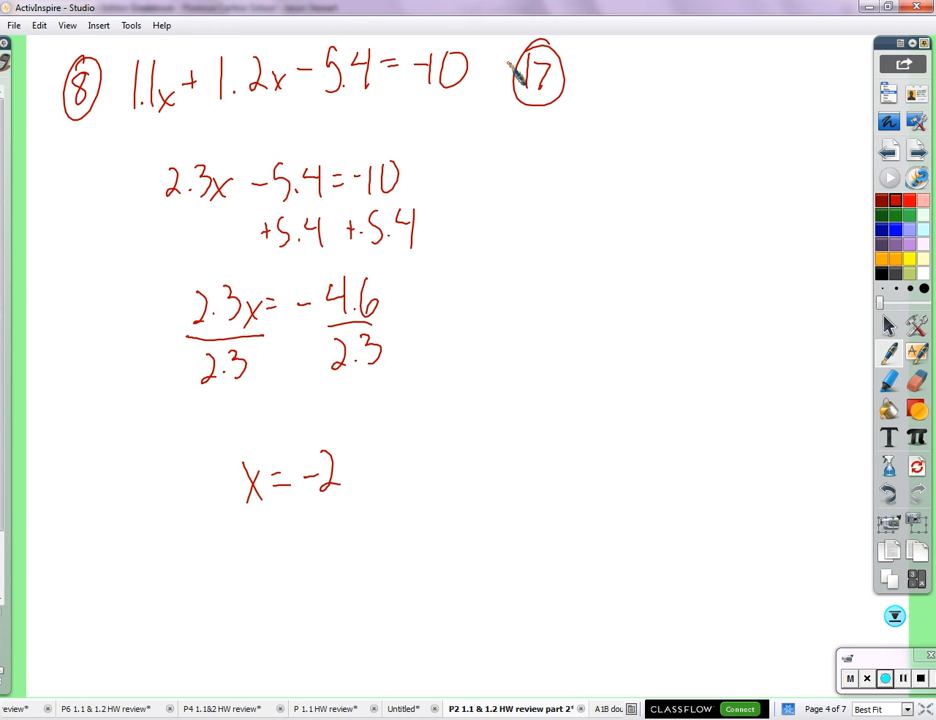 ActivInspire - Studio
File Edit View Insert Tools Help
8 1.1x + 1.2x - 5.4 = -10 17
2.3x - 5.4 = -10
+5.4 +5.4
2.3x = -4.6
2.3 2.3
x = -2
eview* P6 1.1 & 1.2 HW review* P4 1.1&2 HW review* P 1.1 HW review* Untitled* P2 1.1 & 1.2 HW review part 2* A1B doc CLASSFLOW Connect Page 4 of 7 Best Fit